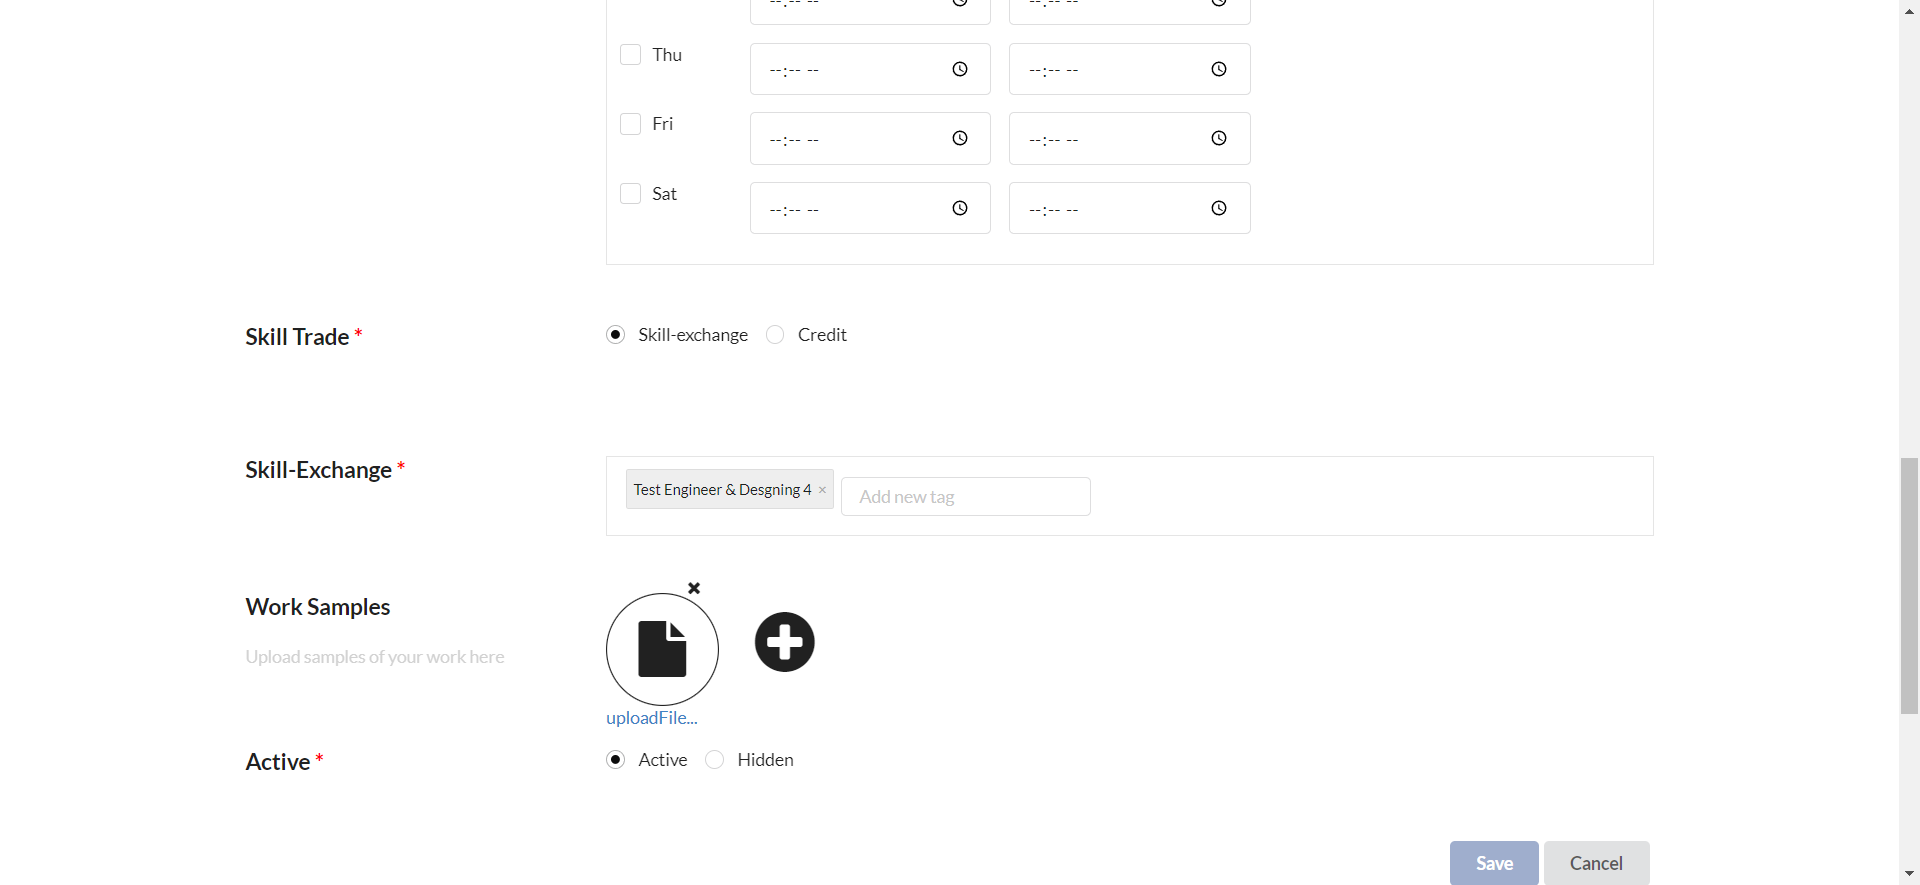 --:-- -- --:-- --
Thu --:-- -- --:-- --
Fri --:-- -- --:-- --
Sat --:-- -- --:-- --
Skill Trade * Skill-exchange Credit
Skill-Exchange * Test Engineer & Desgning 4 × Add new tag
Work Samples
Upload samples of your work here
uploadFile...
Active * Active Hidden
Save Cancel